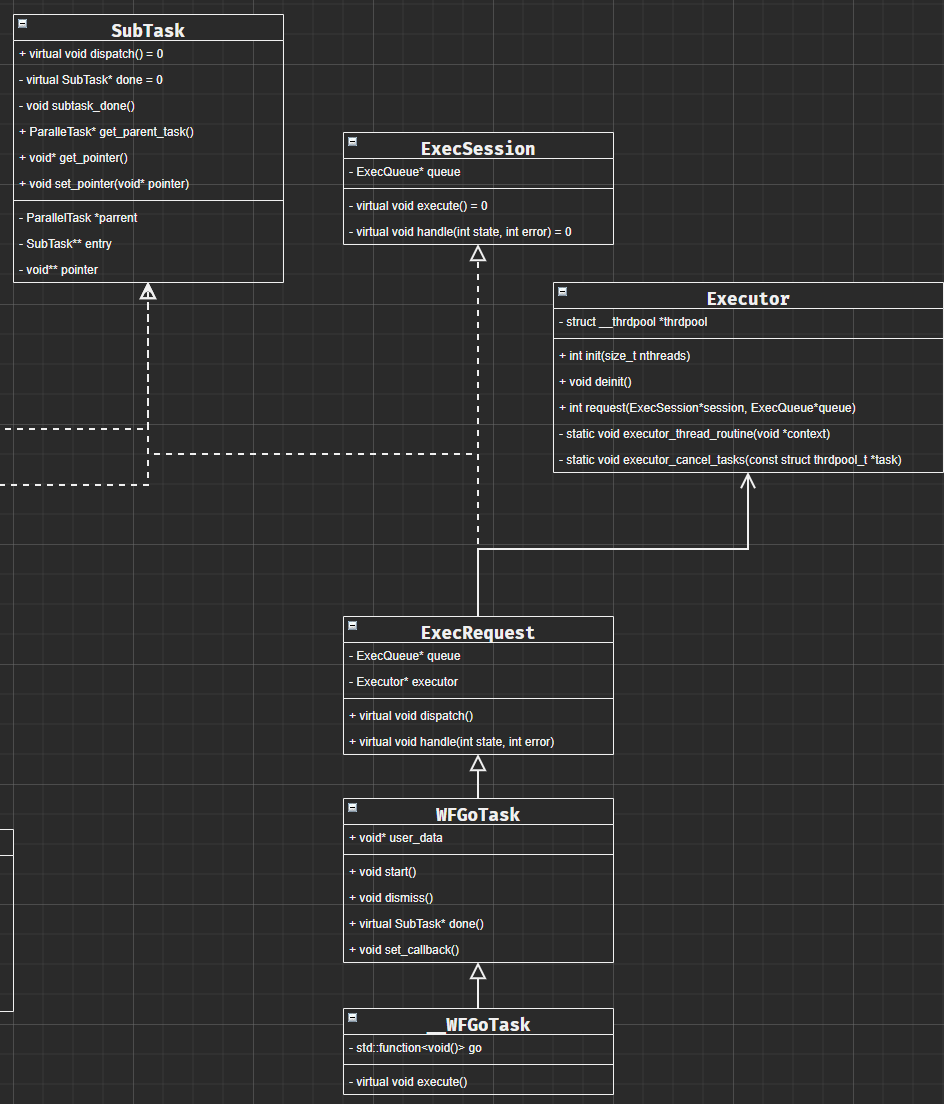 SubTask
+ virtual void dispatch() = 0
- virtual SubTask* done = 0
- void subtask_done()
+ ParalleTask* get_parent_task()
+ void* get_pointer()
+ void set_pointer(void* pointer)
- ParallelTask *parrent
- SubTask** entry
- void** pointer
ExecSession
- ExecQueue* queue
- virtual void execute() = 0
- virtual void handle(int state, int error) = 0
Executor
- struct __thrdpool *thrdpool
+ int init(size_t nthreads)
+ void deinit()
+ int request(ExecSession*session, ExecQueue*queue)
- static void executor_thread_routine(void *context)
- static void executor_cancel_tasks(const struct thrdpool_t *task)
ExecRequest
- ExecQueue* queue
- Executor* executor
+ virtual void dispatch()
+ virtual void handle(int state, int error)
WFGoTask
+ void* user_data
+ void start()
+ void dismiss()
+ virtual SubTask* done()
+ void set_callback()
__WFGoTask
- std::function<void()> go
- virtual void execute()